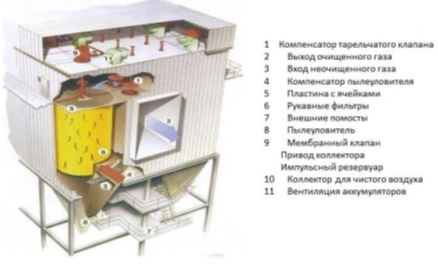 1 Компенсатор тарельчатого клапана
2 Выход очищенного газа
3 Вход неочищенного газа
4 Компенсатор пылеуловителя
5 Пластина с ячейками
6 Рукавные фильтры
7 Внешние помосты
8 Пылеуловитель
9 Мембранный клапан
Привод коллектора
Импульсный резервуар
10 Коллектор для чистого воздуха
11 Вентиляция аккумуляторов